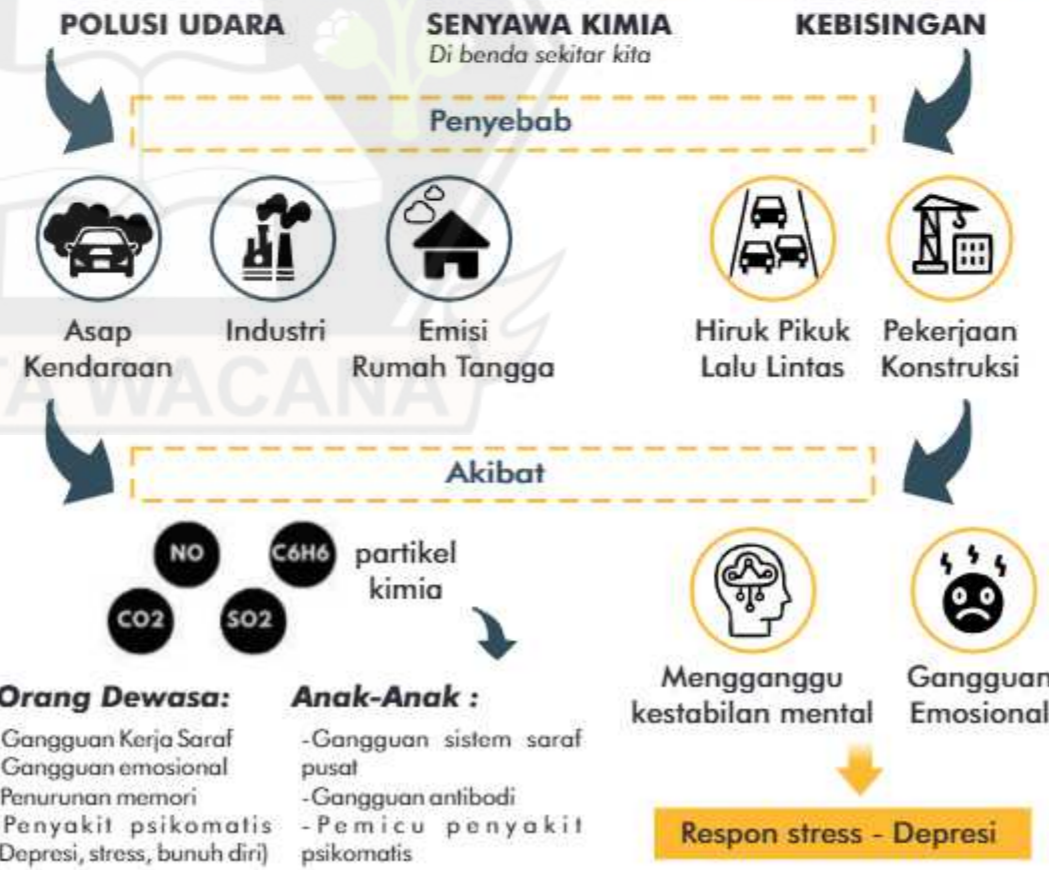 POLUSI UDARA
SENYAWA KIMIA
Di benda sekitar kita
KEBISINGAN
Penyebab
Asap
Kendaraan
Industri
Emisi
Rumah Tangga
Hiruk Pikuk
Lalu Lintas
Pekerjaan
Konstruksi
TA WACANA
Akibat
NO
C6H6
CO2
SO2
partikel
kimia
Orang Dewasa:
Gangguan Kerja Saraf
Gangguan emosional
Penurunan memori
Penyakit psikomatis
Depresi, stress, bunuh diri)
Anak-Anak :
-Gangguan sistem saraf
pusat
-Gangguan antibodi
-Pemicu penyakit
psikomatis
Mengganggu
kestabilan mental
Gangguan
Emosional
Respon stress - Depresi